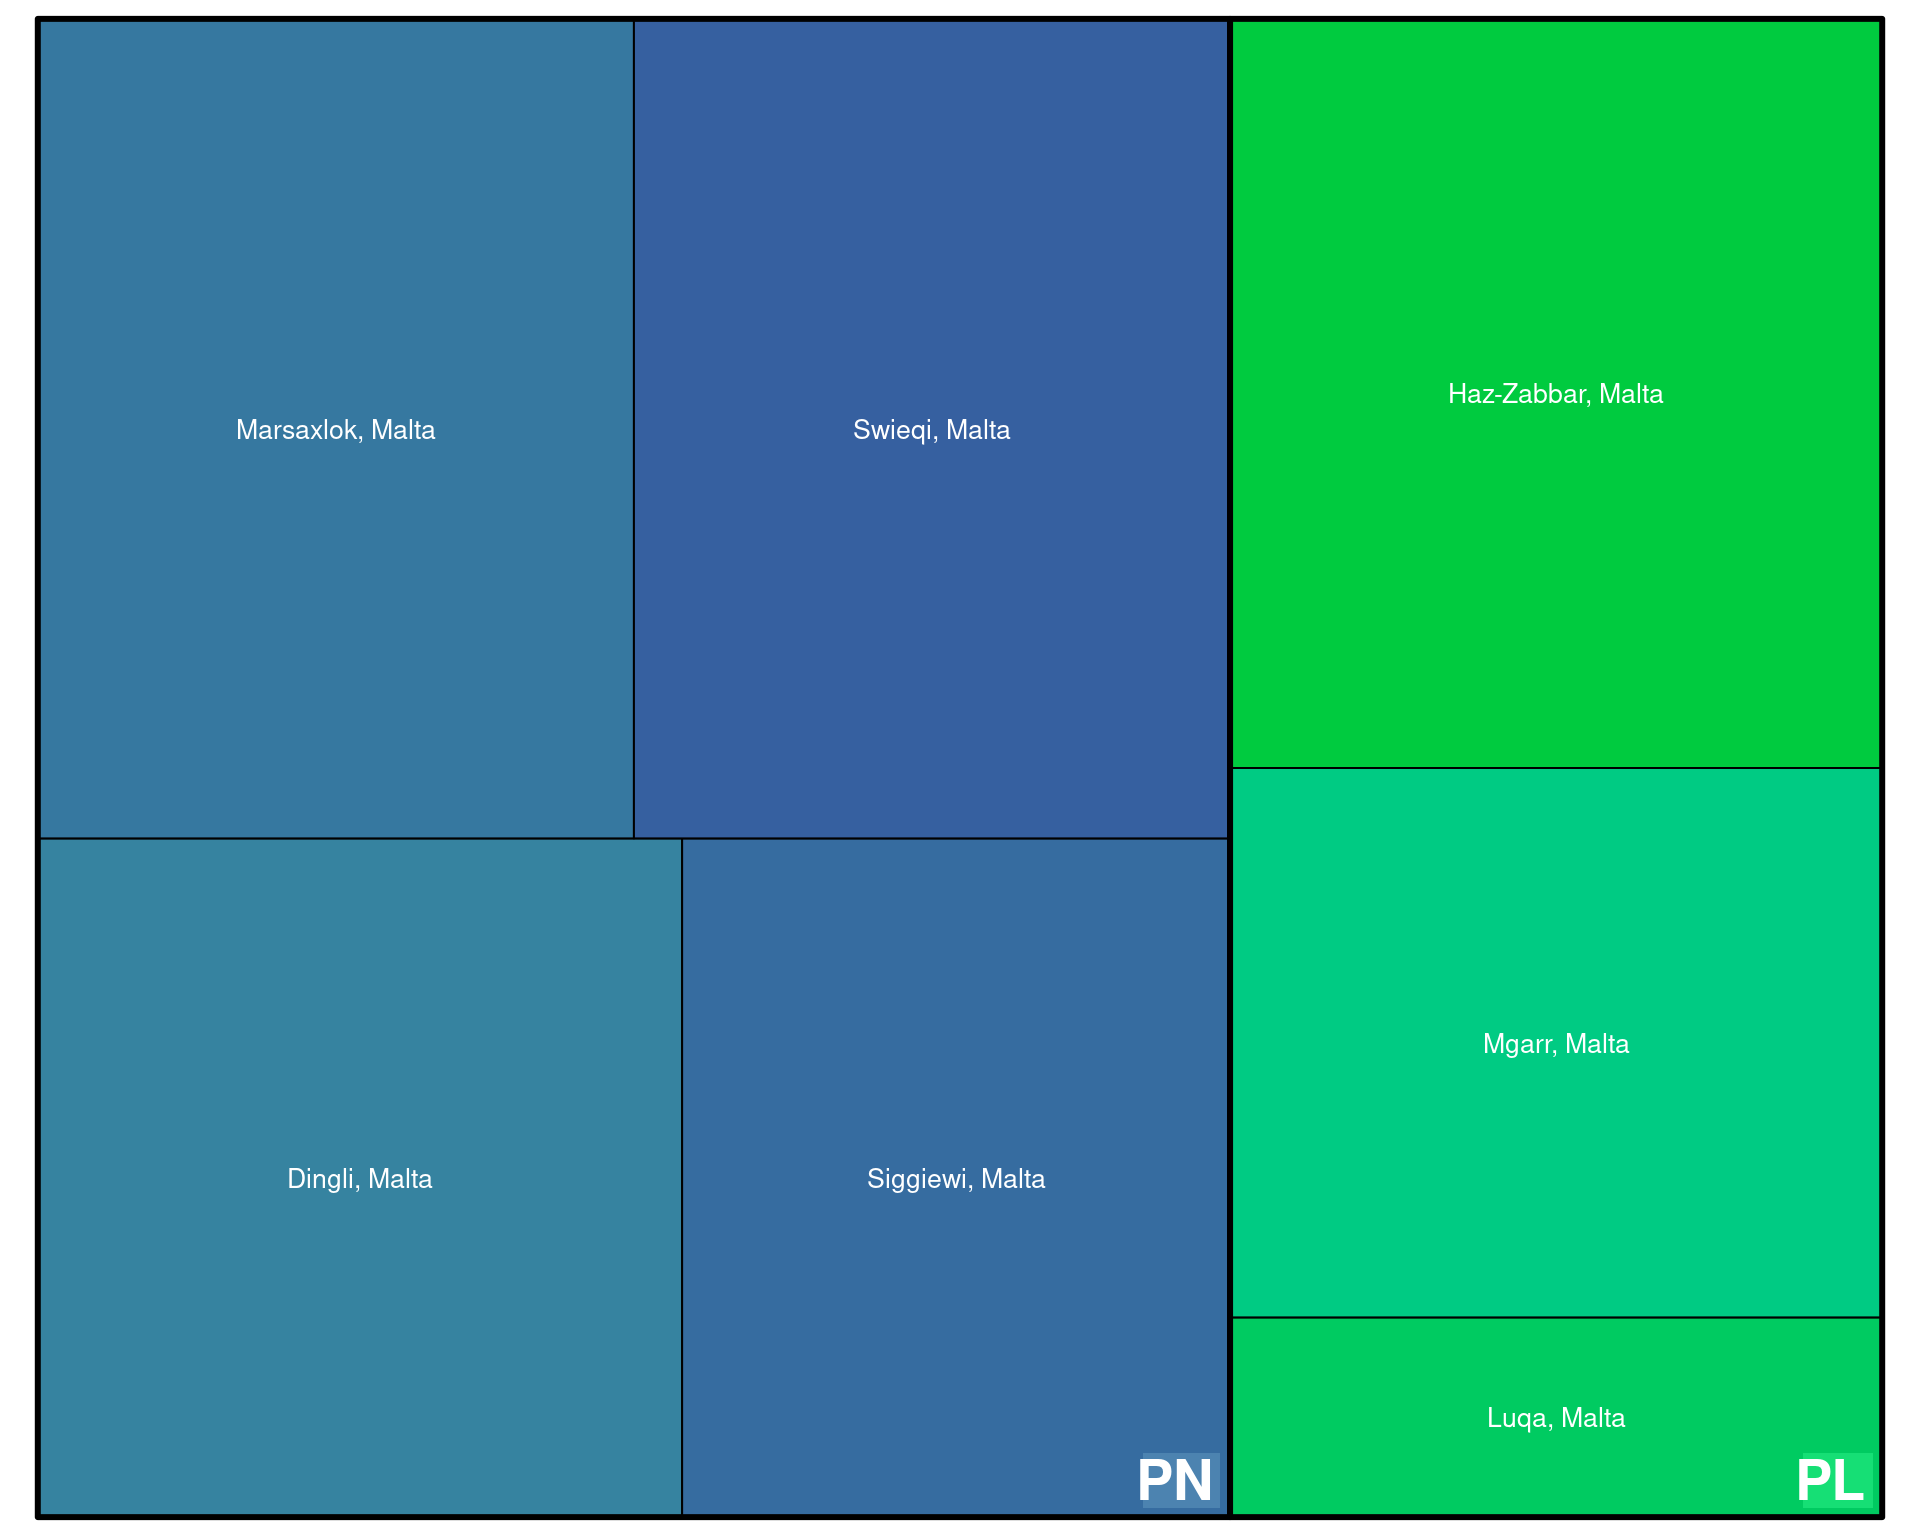 Marsaxlok, Malta
Swieqi, Malta
Haz-Zabbar, Malta
Dingli, Malta
Siggiewi, Malta
Mgarr, Malta
Luqa, Malta
PN
PL